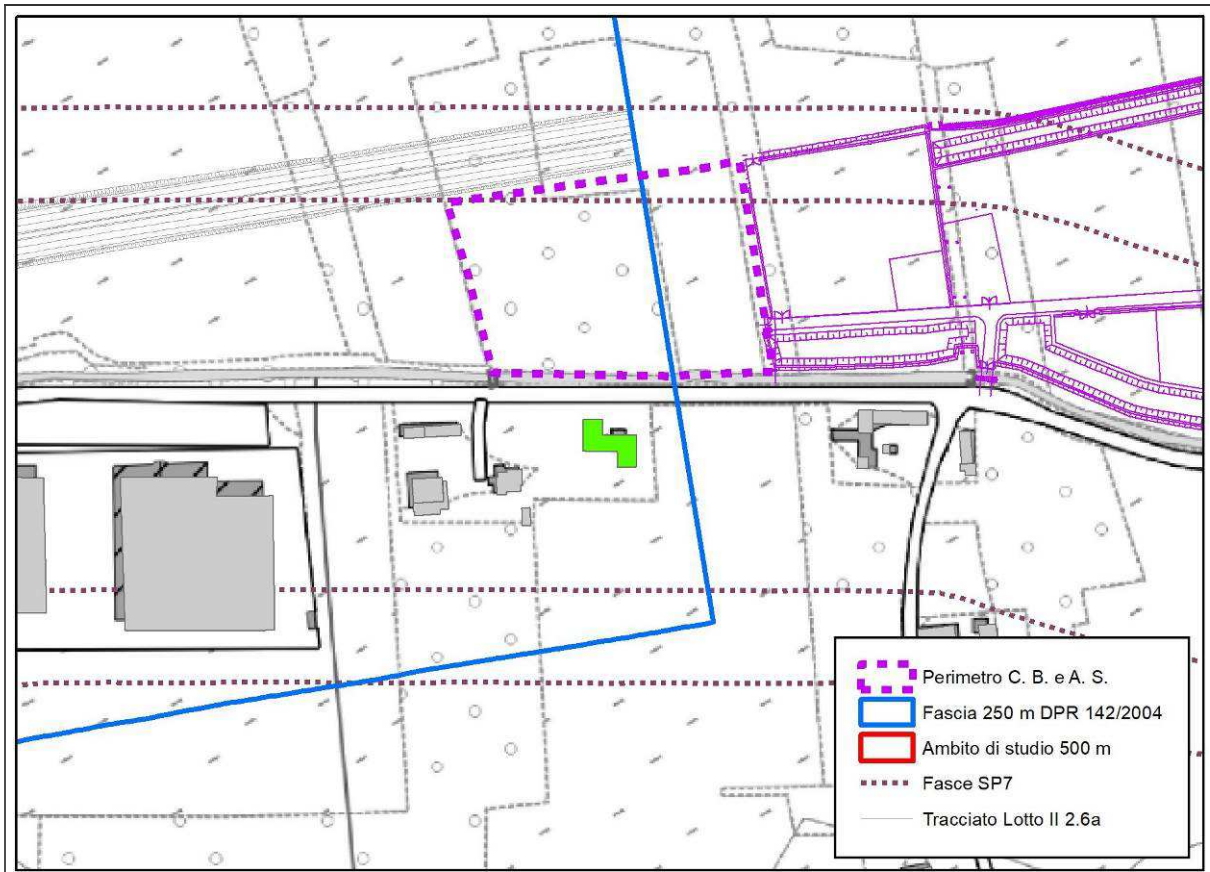 Perimetro C. B. e A. S.
Fascia 250 m DPR 142/2004
Ambito di studio 500 m
Fasce SP7
Tracciato Lotto II 2.6a